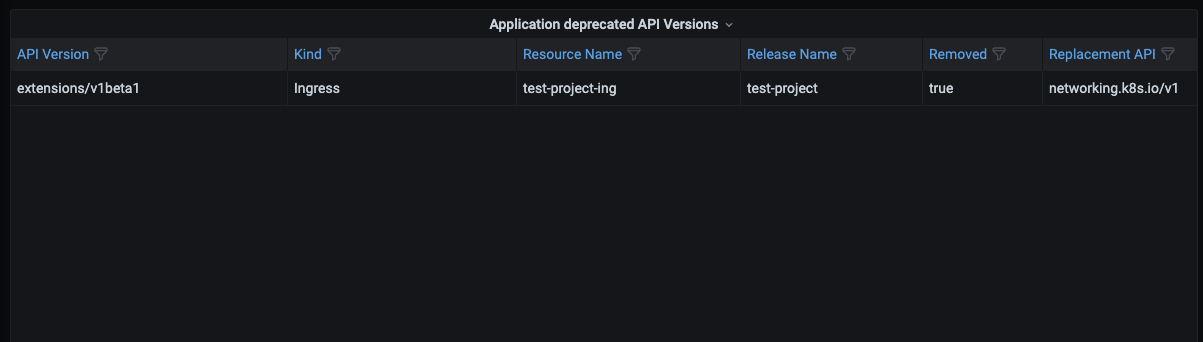 Application deprecated API Versions
API Version Kind Resource Name Release Name Removed Replacement API
extensions/v1beta1 Ingress test-project-ing test-project true networking.k8s.io/v1